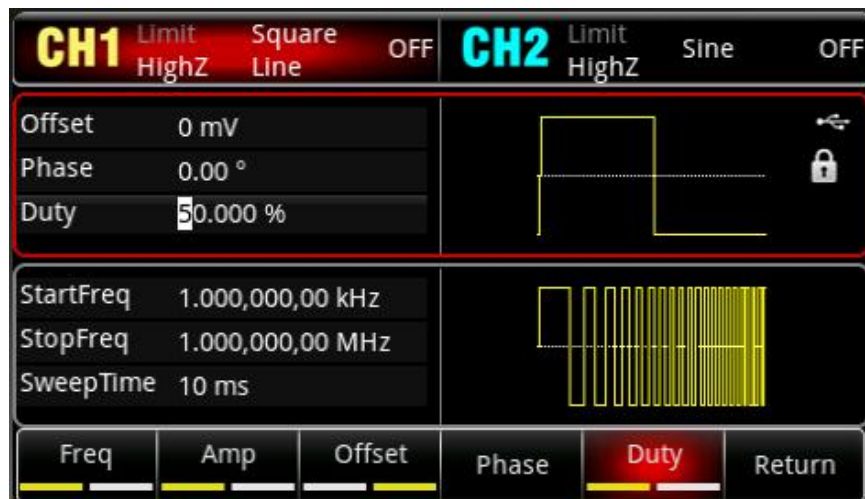 CH1 Limit Square OFF CH2 Limit Sine OFF
HighZ Line HighZ
Offset 0 mV
Phase 0.00 °
Duty 50.000 %
StartFreq 1.000,000,00 kHz
StopFreq 1.000,000,00 MHz
SweepTime 10 ms
Freq Amp Offset Phase Duty Return